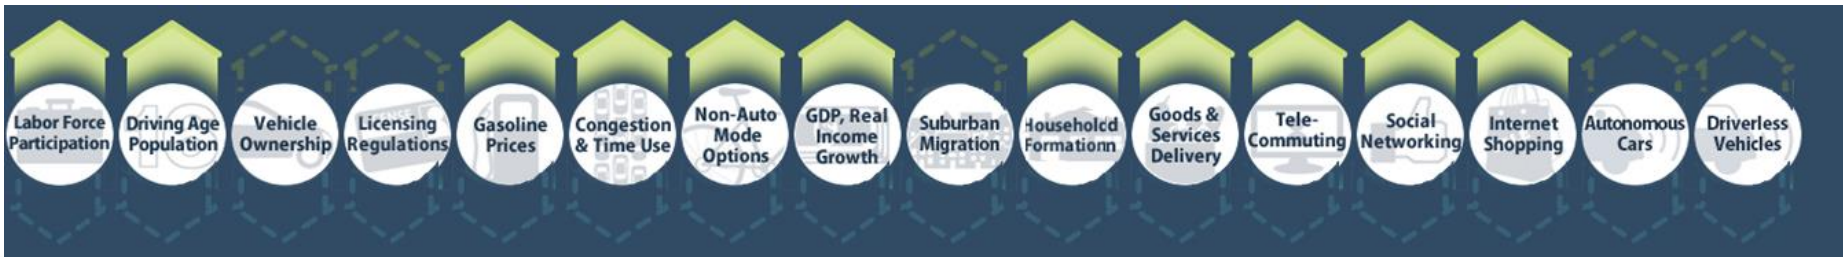 Labor Force
Participation
Driving Age
Population
Vehicle
Ownership
Licensing
Regulations
Gasoline
Prices
Congestion
& Time Use
Non-Auto
Mode
Options
GDP, Real
Income
Growth
Suburban
Migration
Household
Formationn
Goods &
Services
Delivery
Tele-
Commuting
Social
Networking
Internet
Shopping
Autonomous
Cars
Driverless
Vehicles